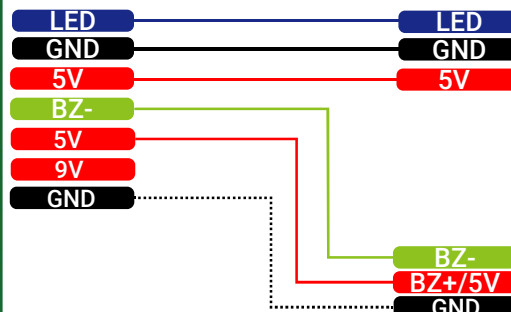 LED LED
GND GND
5V 5V
BZ-
5V
9V
GND
BZ-
BZ+/5V
GND